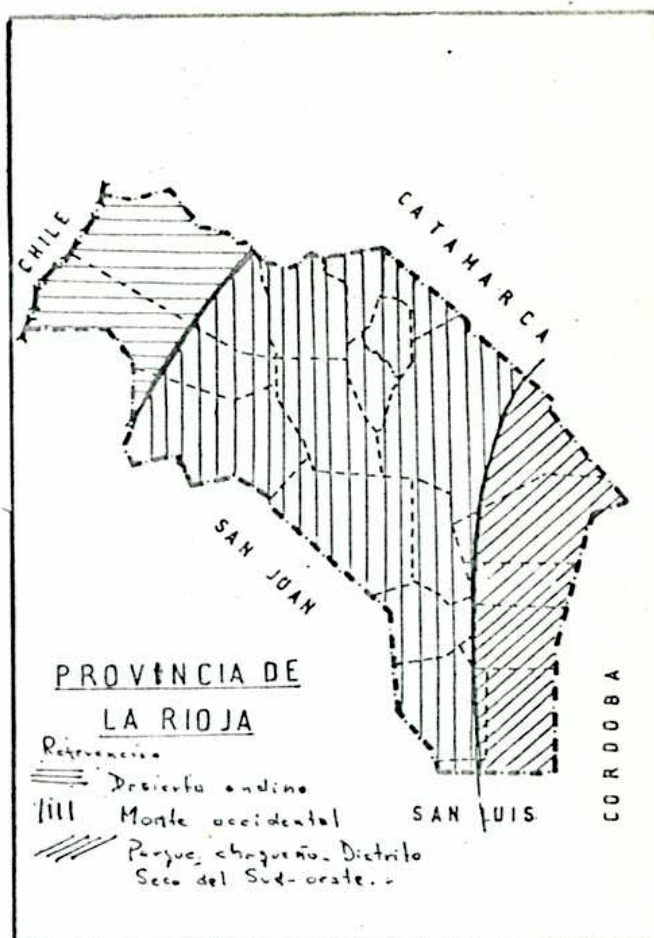 CHILE
CATAMARCA
SAN JUAN
PROVINCIA DE
LA RIOJA
CORDOBA
SAN LUIS
Referencias
Desierto andino
Monte occidental
Parque chaqueño. Distrito
Seco del Sud-oeste.-